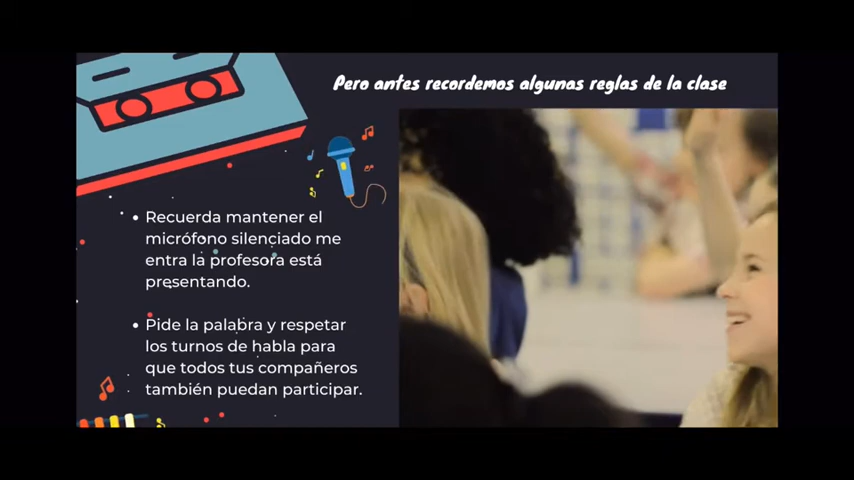 Pero antes recordemos algunas reglas de la clase
• Recuerda mantener el
micrófono silenciado me
entra la profesora está
presentando.
• Pide la palabra y respetar
los turnos de habla para
que todos tus compañeros
también puedan participar.